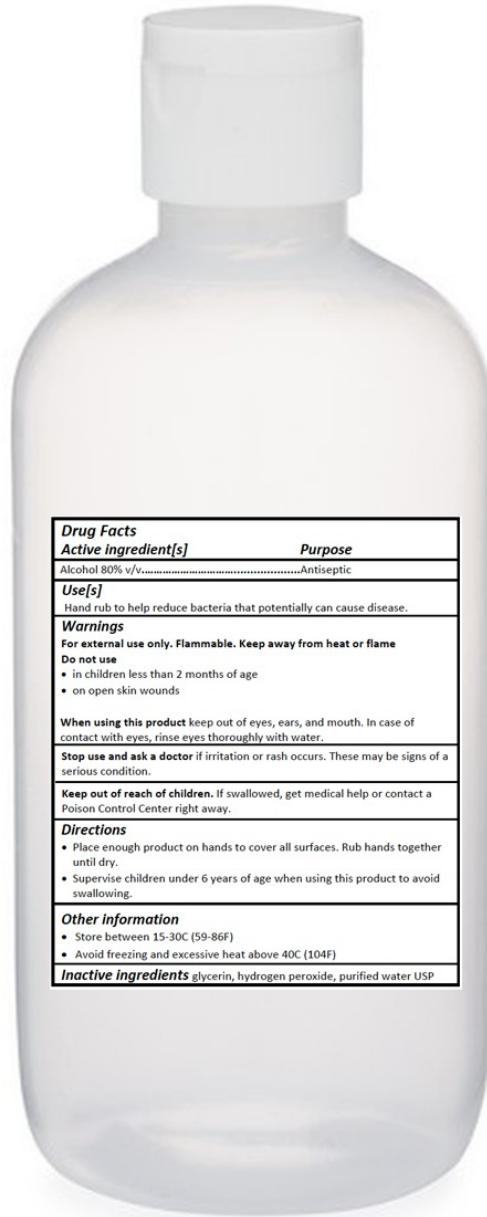 Drug Facts
Active ingredient[s] Purpose
Alcohol 80% v/v..................................................Antiseptic
Use[s]
Hand rub to help reduce bacteria that potentially can cause disease.
Warnings
For external use only. Flammable. Keep away from heat or flame
Do not use
• in children less than 2 months of age
• on open skin wounds
When using this product keep out of eyes, ears, and mouth. In case of
contact with eyes, rinse eyes thoroughly with water.
Stop use and ask a doctor if irritation or rash occurs. These may be signs of a
serious condition.
Keep out of reach of children. If swallowed, get medical help or contact a
Poison Control Center right away.
Directions
• Place enough product on hands to cover all surfaces. Rub hands together
until dry.
• Supervise children under 6 years of age when using this product to avoid
swallowing.
Other information
• Store between 15-30C (59-86F)
• Avoid freezing and excessive heat above 40C (104F)
Inactive ingredients glycerin, hydrogen peroxide, purified water USP